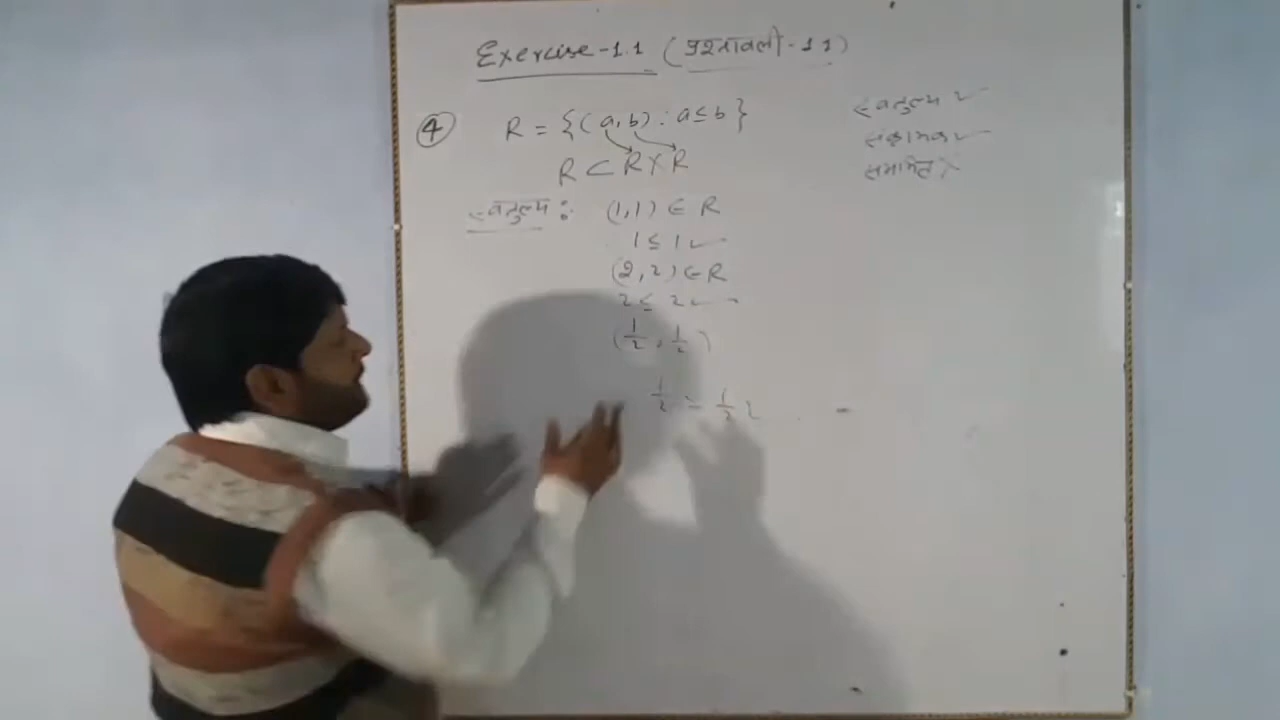 Exercise-1.1 (प्रश्नावली-1.1)
④ R = {(a,b) : a≤b}
R ⊂ R×R
स्वतुल्य ✓
संक्रामक ✓
सममित ×
स्वतुल्य : (1,1) ∈ R
1 ≤ 1 ✓
(2,2) ∈ R
2 ≤ 2 ✓
(1/2, 1/2)
1/2 = 1/2